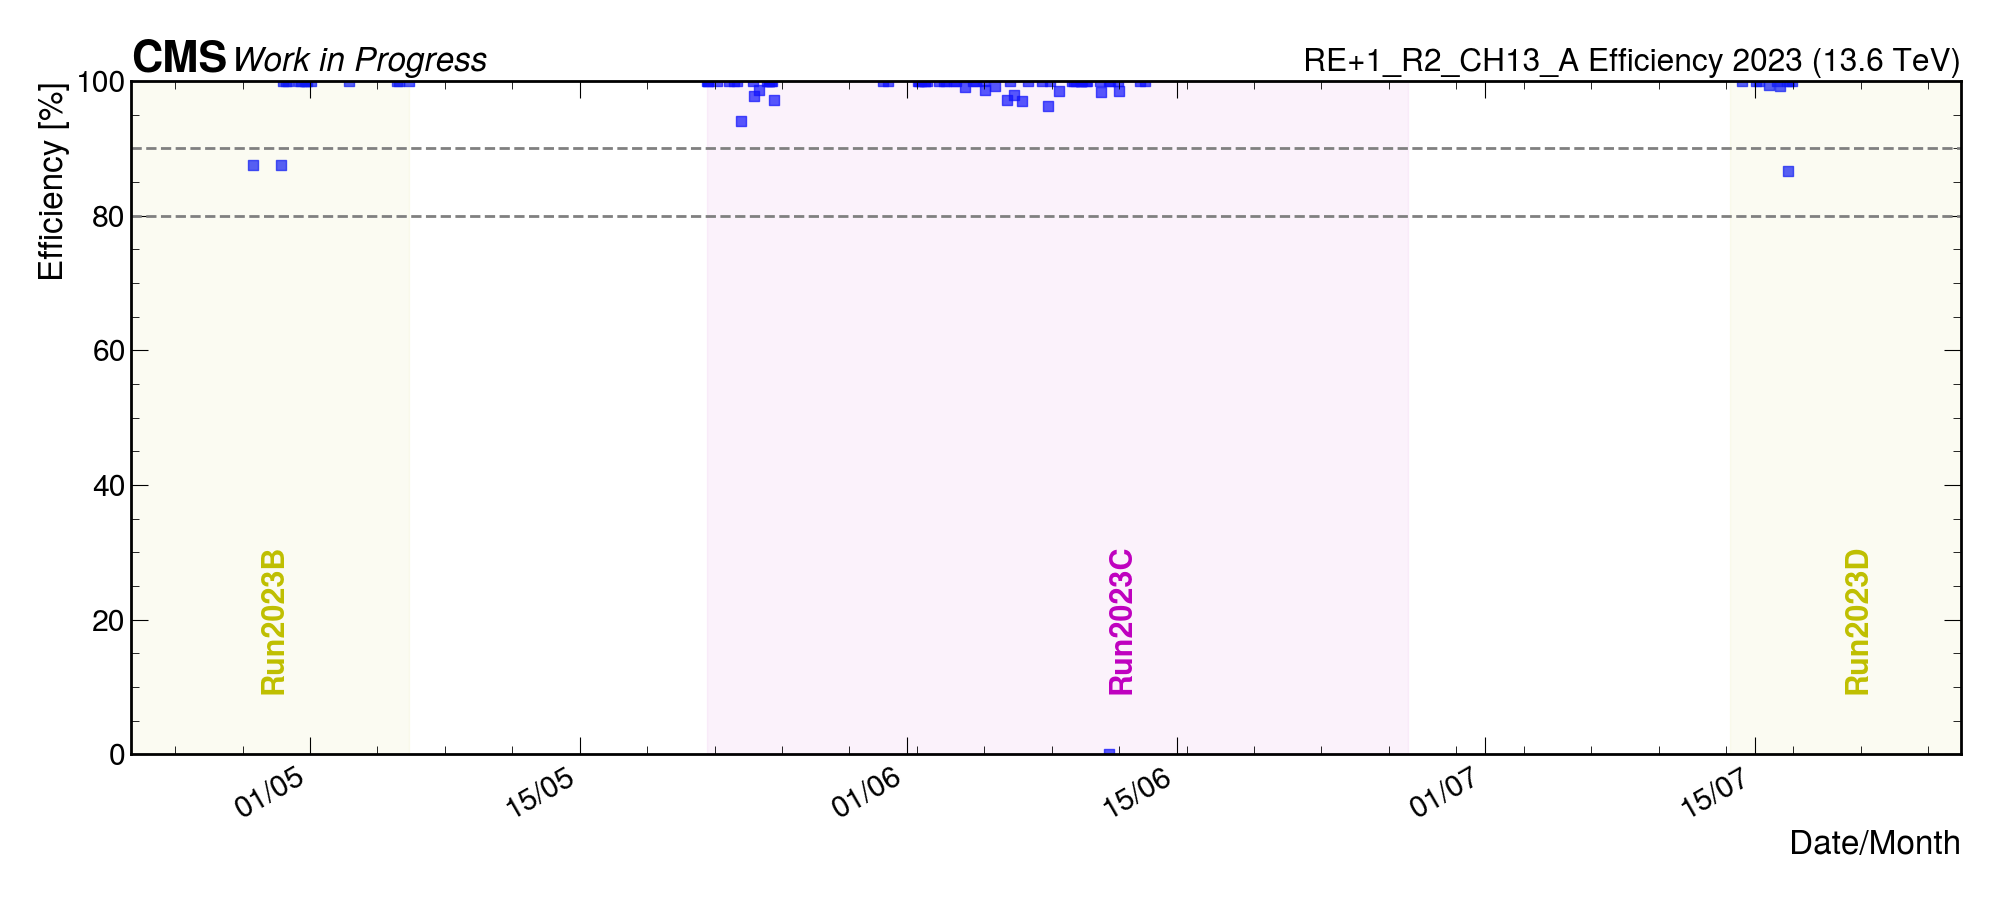 CMS Work in Progress
RE+1_R2_CH13_A Efficiency 2023 (13.6 TeV)
Efficiency [%]
100
80
60
40
20
0
Run2023B
Run2023C
Run2023D
01/05
15/05
01/06
15/06
01/07
15/07
Date/Month